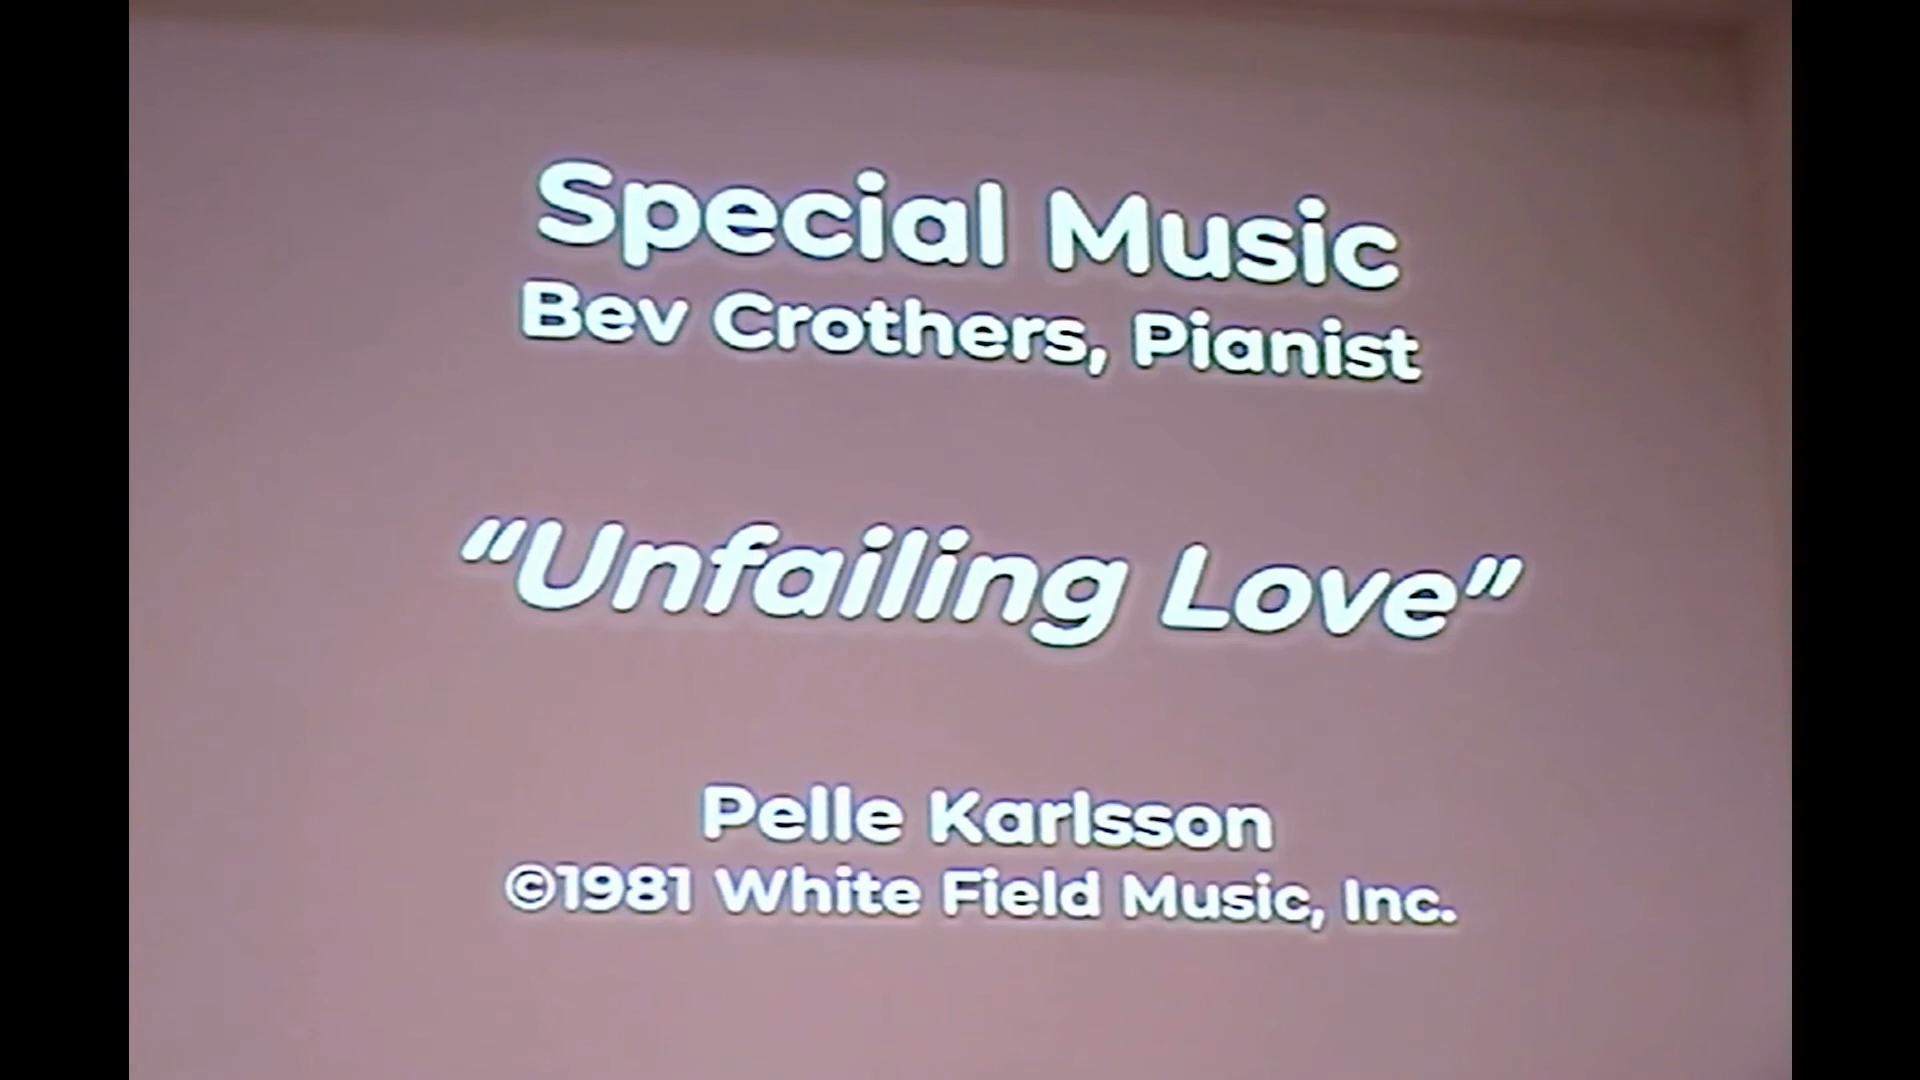 Special Music
Bev Crothers, Pianist
“Unfailing Love”
Pelle Karlsson
©1981 White Field Music, Inc.